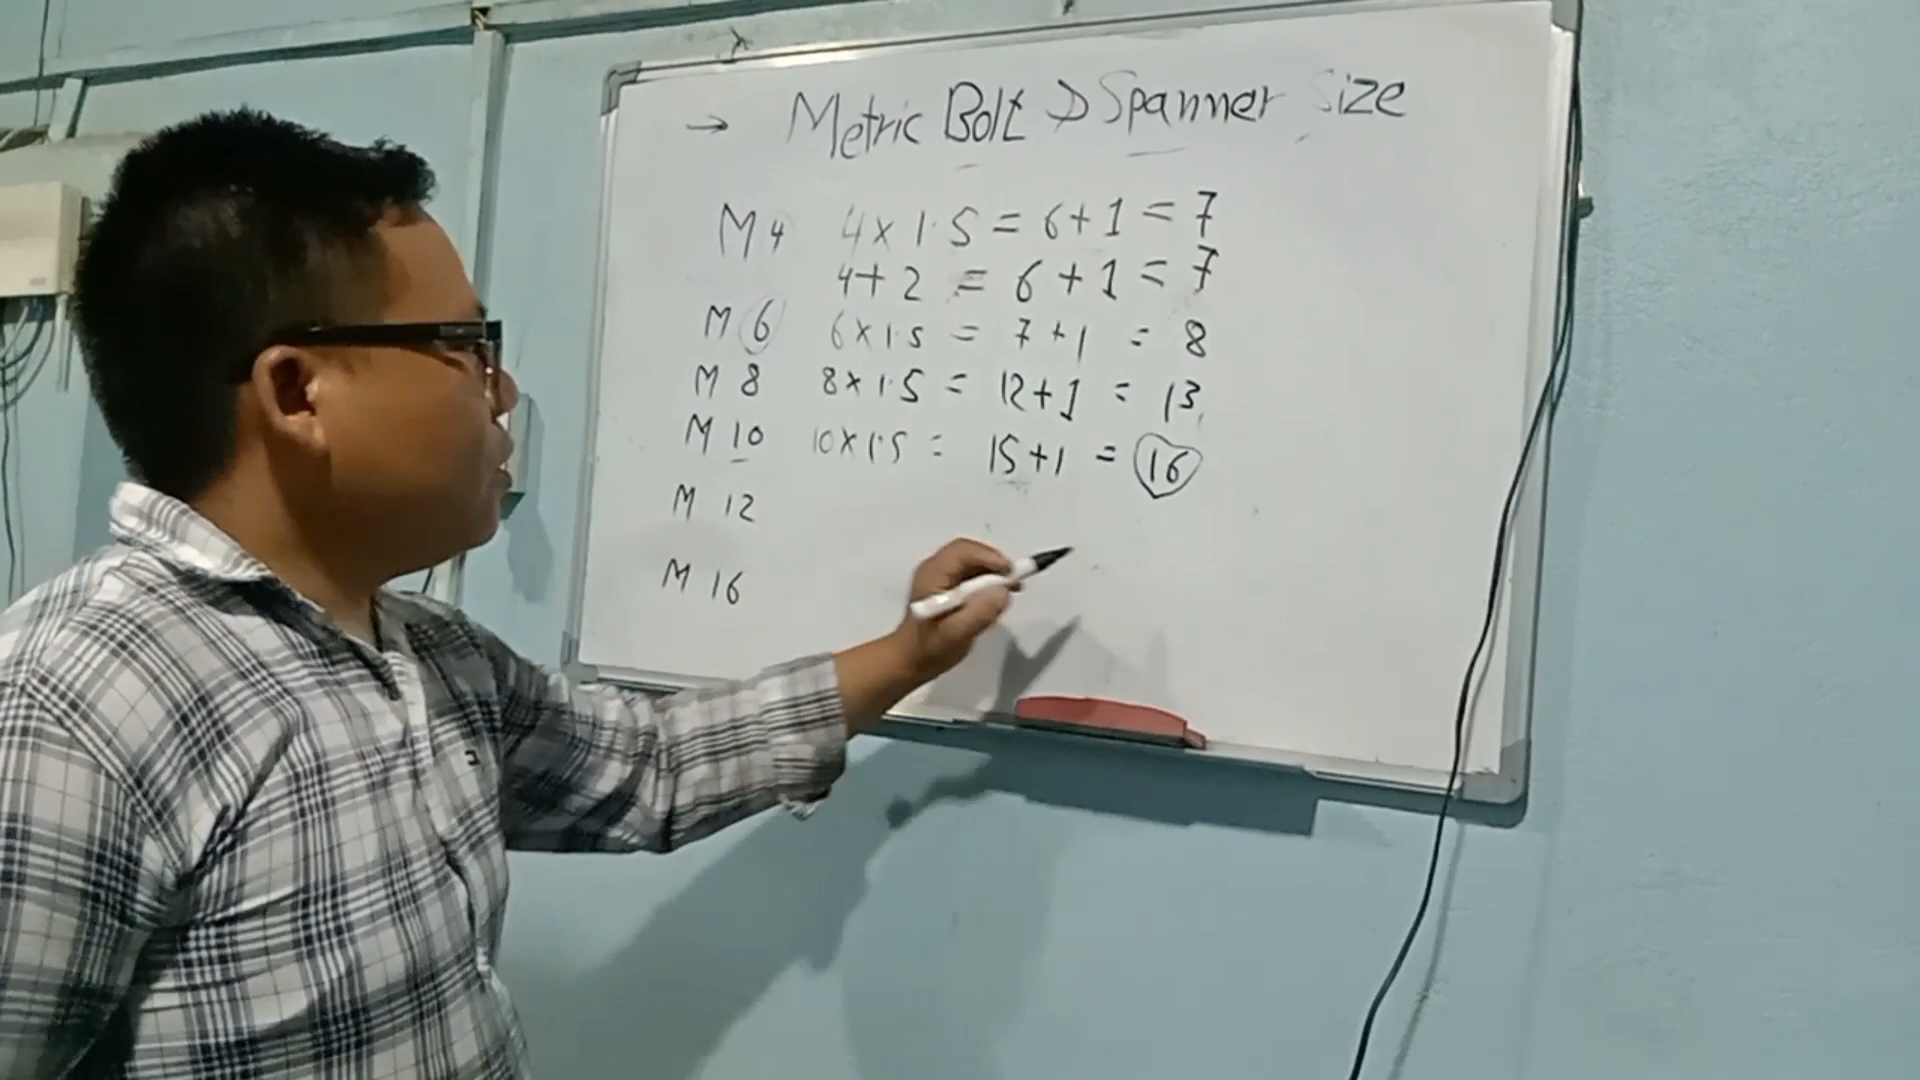 → Metric Bolt → Spanner Size
M4 4 x 1.5 = 6 + 1 = 7
4 + 2 = 6 + 1 = 7
M 6 6 x 1.5 = 7 + 1 = 8
M 8 8 x 1.5 = 12 + 1 = 13
M 10 10 x 1.5 = 15 + 1 = 16
M 12
M 16